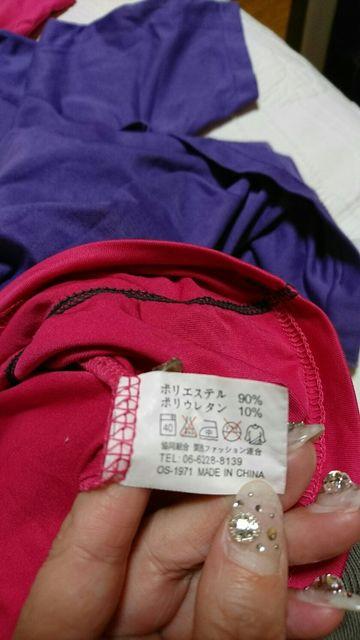 ポリエステル 90%
ポリウレタン 10%
40
協同組合 関西ファッション連合
TEL: 06-6228-8139
OS-1971 MADE IN CHINA